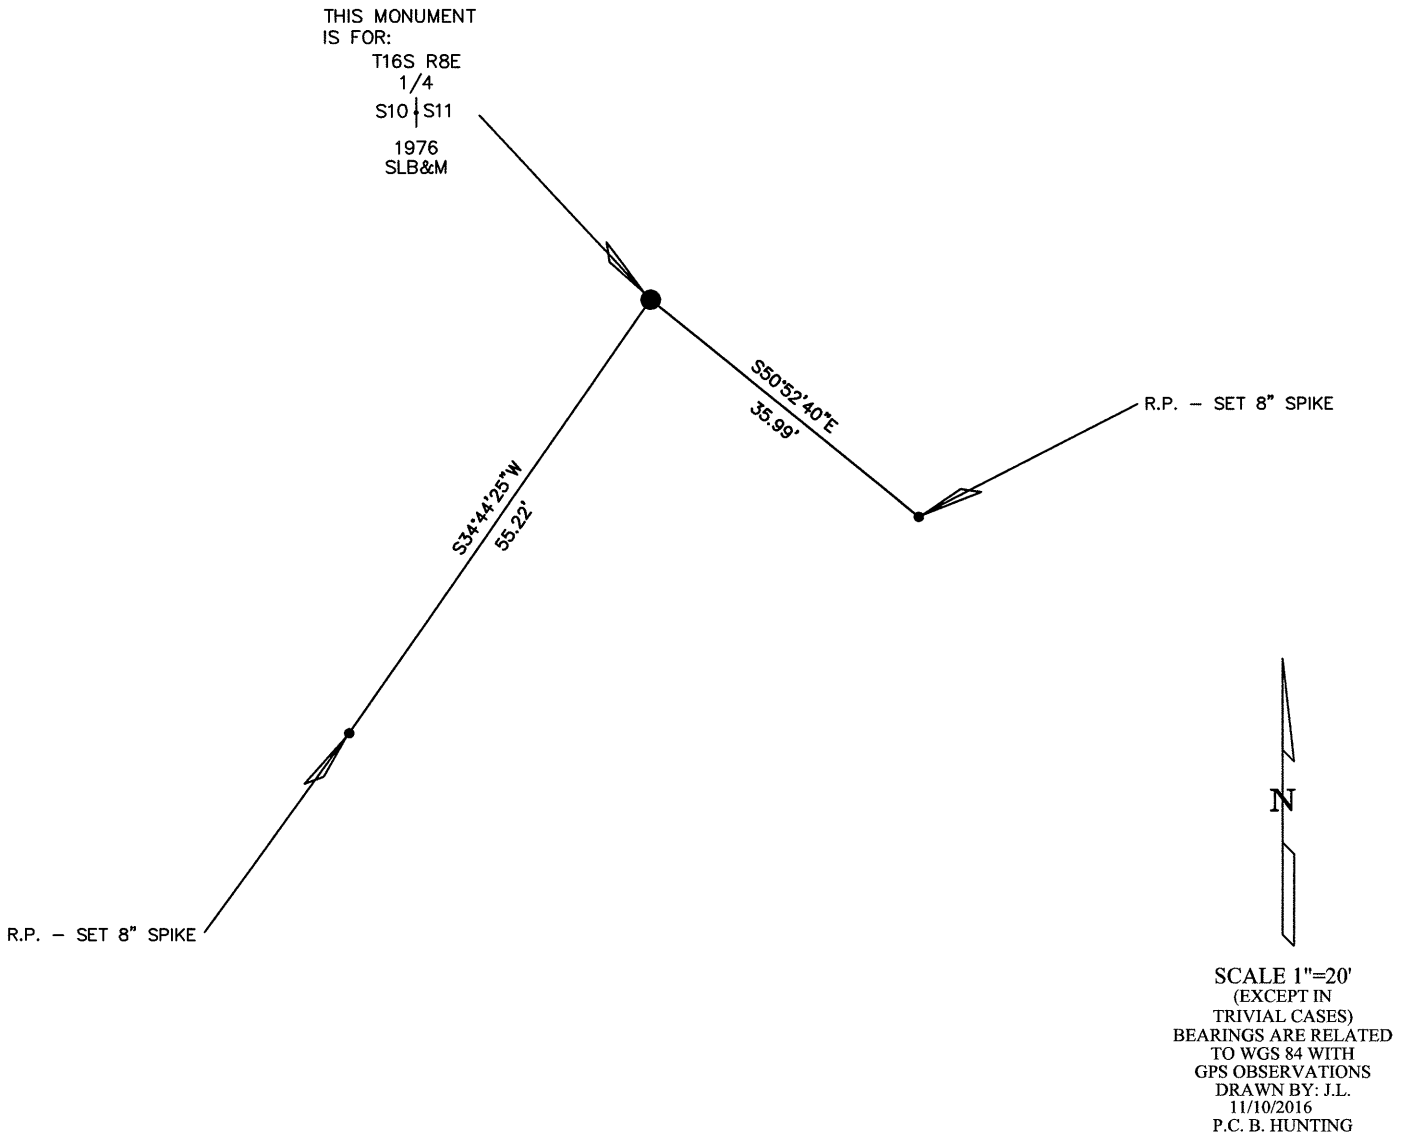 THIS MONUMENT
IS FOR:
T16S R8E
1/4
S10 S11
1976
SLB&M
S50°52'40"E
35.99'
R.P. – SET 8" SPIKE
S34°44'25"W
55.22'
R.P. – SET 8" SPIKE
N
SCALE 1"=20'
(EXCEPT IN
TRIVIAL CASES)
BEARINGS ARE RELATED
TO WGS 84 WITH
GPS OBSERVATIONS
DRAWN BY: J.L.
11/10/2016
P.C. B. HUNTING